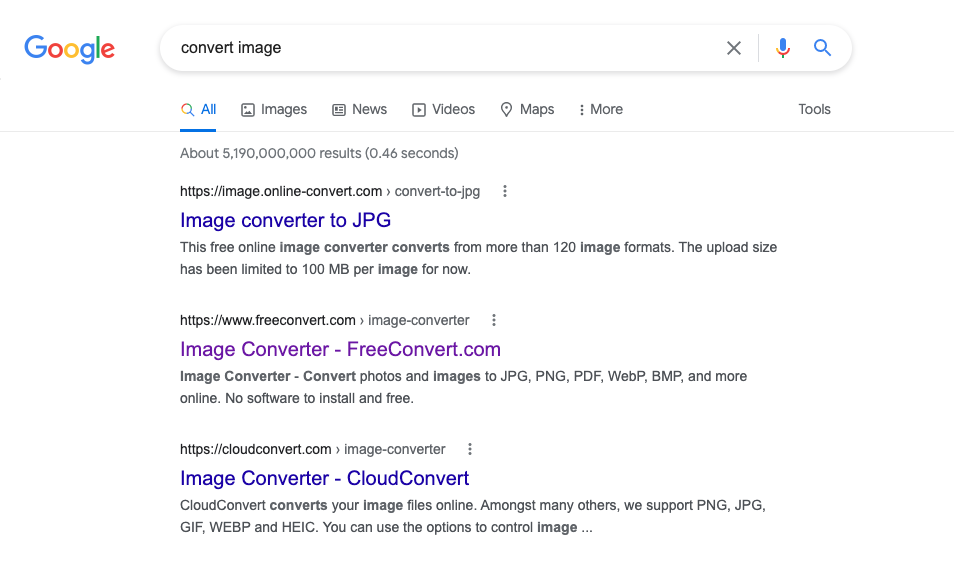 Google
convert image
All Images News Videos Maps More Tools
About 5,190,000,000 results (0.46 seconds)
https://image.online-convert.com › convert-to-jpg
Image converter to JPG
This free online image converter converts from more than 120 image formats. The upload size
has been limited to 100 MB per image for now.
https://www.freeconvert.com › image-converter
Image Converter - FreeConvert.com
Image Converter - Convert photos and images to JPG, PNG, PDF, WebP, BMP, and more
online. No software to install and free.
https://cloudconvert.com › image-converter
Image Converter - CloudConvert
CloudConvert converts your image files online. Amongst many others, we support PNG, JPG,
GIF, WEBP and HEIC. You can use the options to control image ...